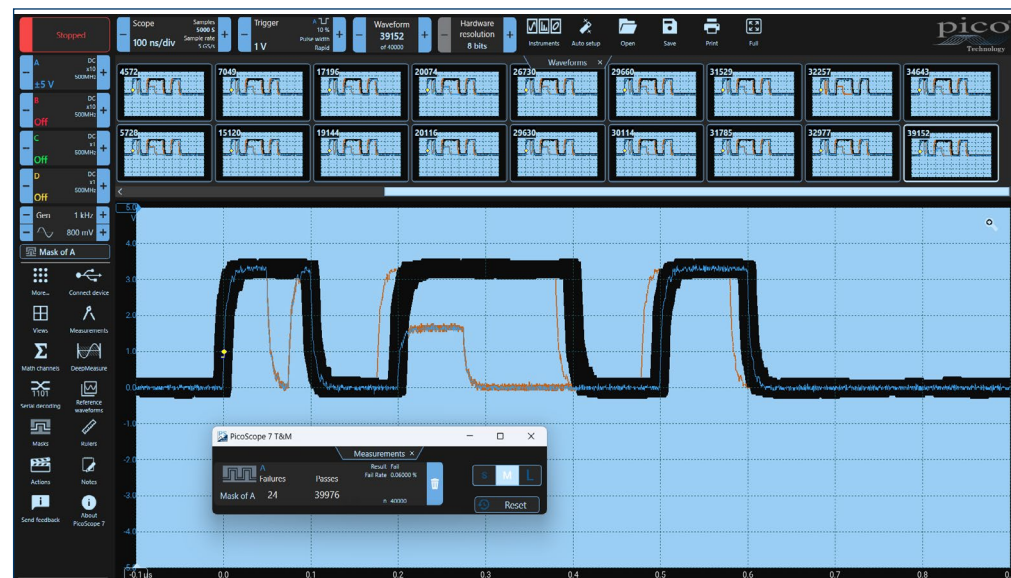 Stopped
Scope
Samples
5000 S
100 ns/div
Sample rate
5 GS/s
Trigger
A
10 %
1 V
Pulse width
Rapid
Waveform
39152
of 40000
Hardware
resolution
8 bits
Instruments
Auto setup
Open
Save
Print
Full
pico
Technology
A
DC
x10
500MHz
±5 V
B
DC
x10
500MHz
Off
C
DC
x1
500MHz
Off
D
DC
x1
500MHz
Off
Gen
1 kHz
800 mV
Mask of A
More...
Connect device
Views
Measurements
Math channels
DeepMeasure
Serial decoding
Reference
waveforms
Masks
Rulers
Actions
Notes
Send feedback
About
PicoScope 7
Waveforms ×
4572
7049
17196
20074
26730
29660
31529
32257
34643
5728
15120
19144
20116
29630
30114
31785
32977
39152
5.0
V
4.0
3.0
2.0
1.0
0.0
-1.0
-2.0
-3.0
-4.0
PicoScope 7 T&M
Measurements ×
A
Failures
Passes
Result Fail
Fail Rate 0.06000 %
Mask of A
24
39976
n 40000
S
M
L
Reset
-0.1 µs
0.0
0.1
0.2
0.3
0.4
0.5
0.6
0.7
0.8